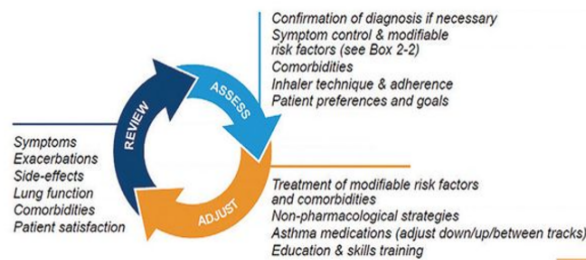 Confirmation of diagnosis if necessary
Symptom control & modifiable
risk factors (see Box 2-2)
Comorbidities
Inhaler technique & adherence
Patient preferences and goals
ASSESS
REVIEW
Symptoms
Exacerbations
Side-effects
Lung function
Comorbidities
Patient satisfaction
ADJUST
Treatment of modifiable risk factors
and comorbidities
Non-pharmacological strategies
Asthma medications (adjust down/up/between tracks)
Education & skills training